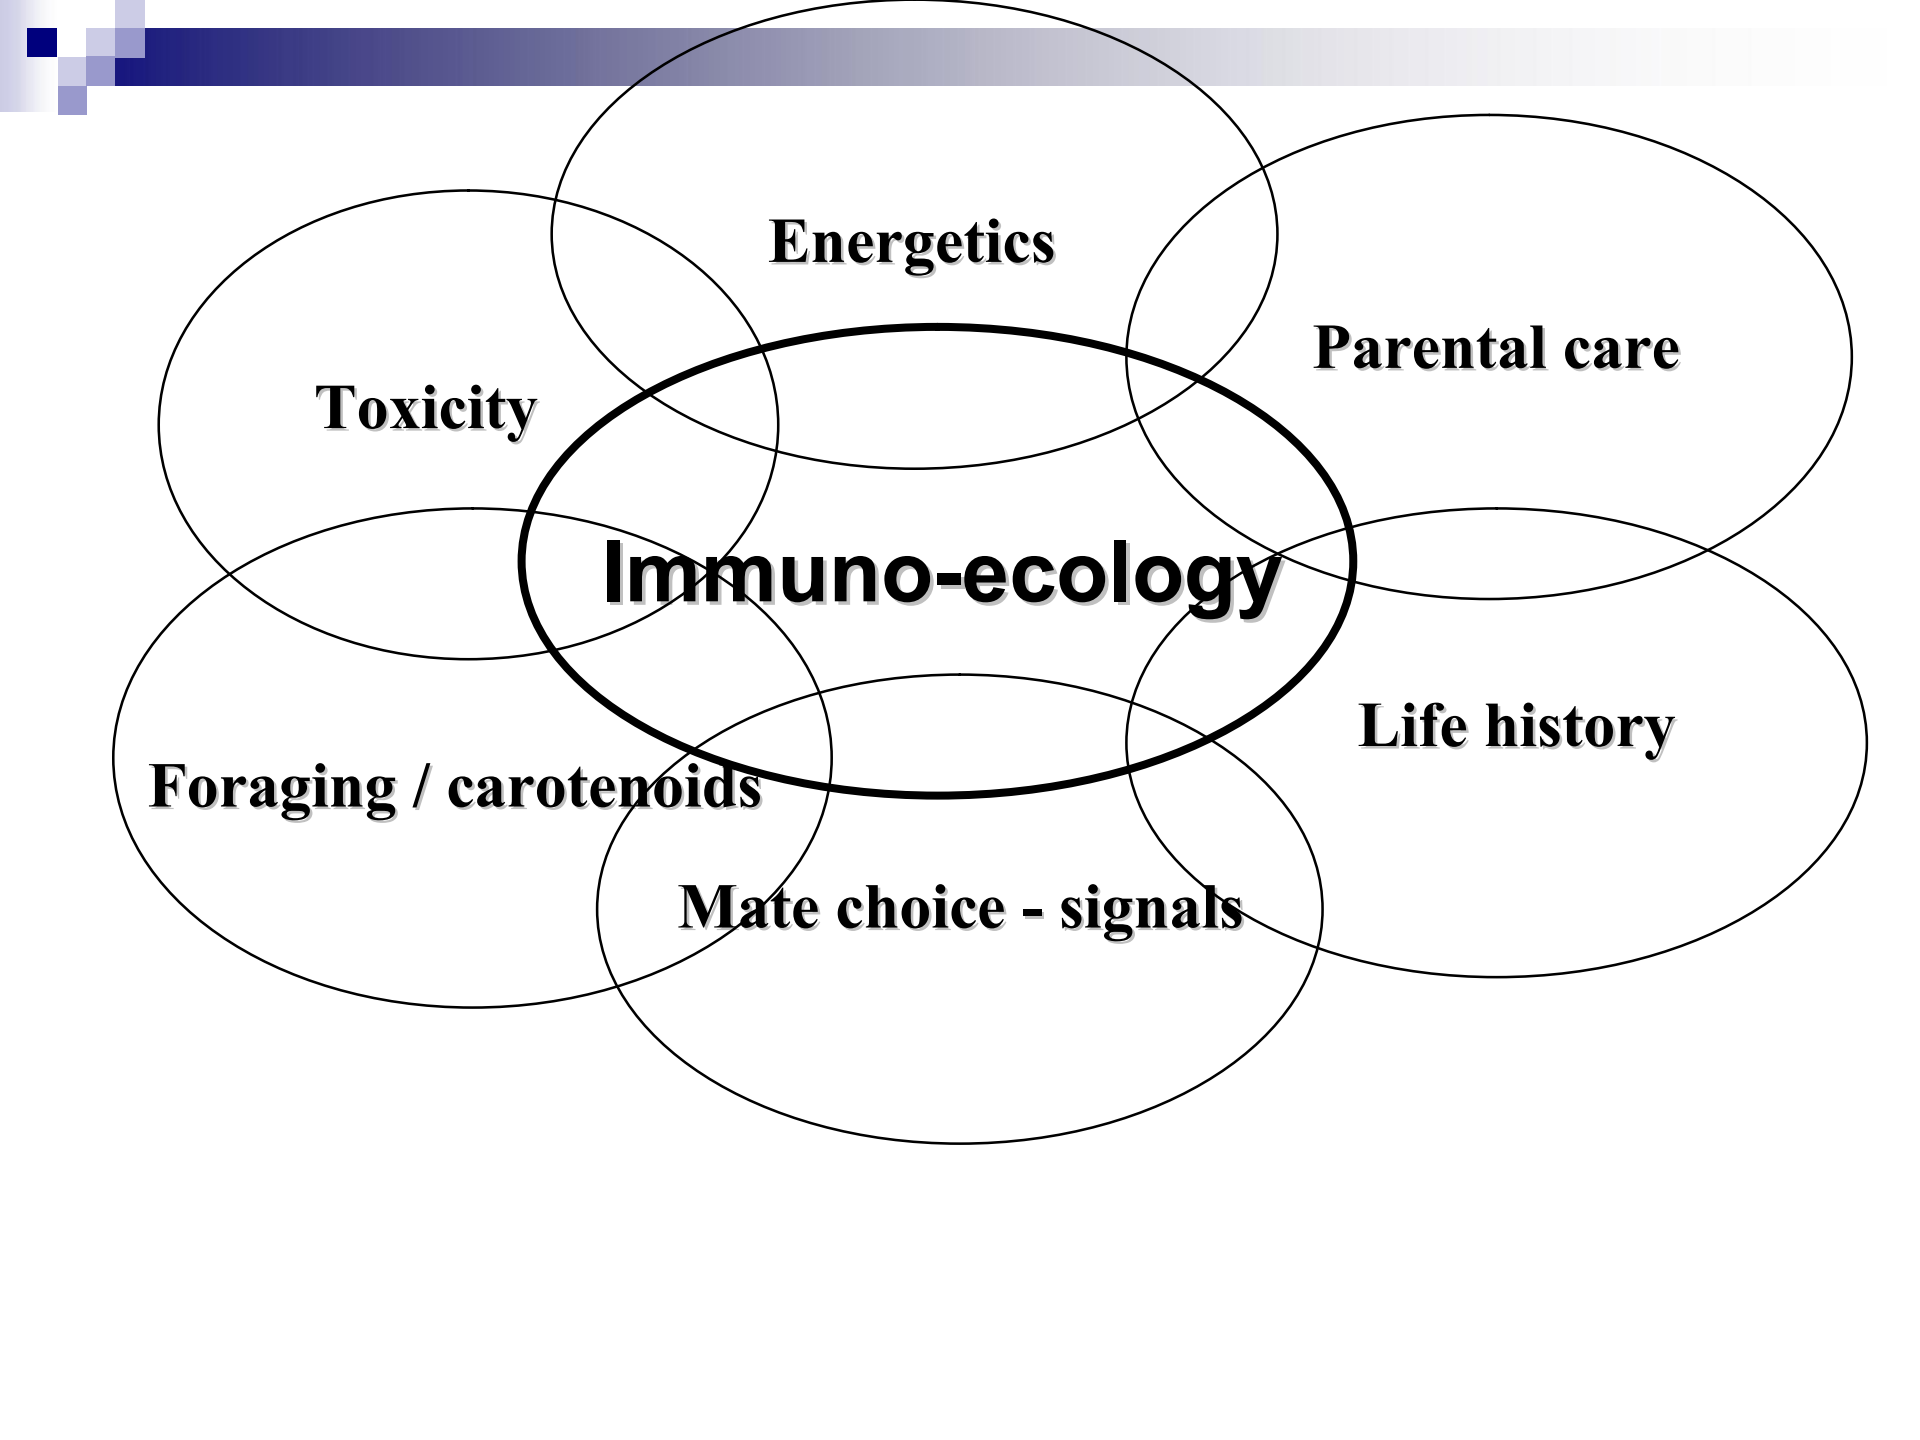 Energetics
Parental care
Toxicity
Immuno-ecology
Life history
Foraging / carotenoids
Mate choice - signals